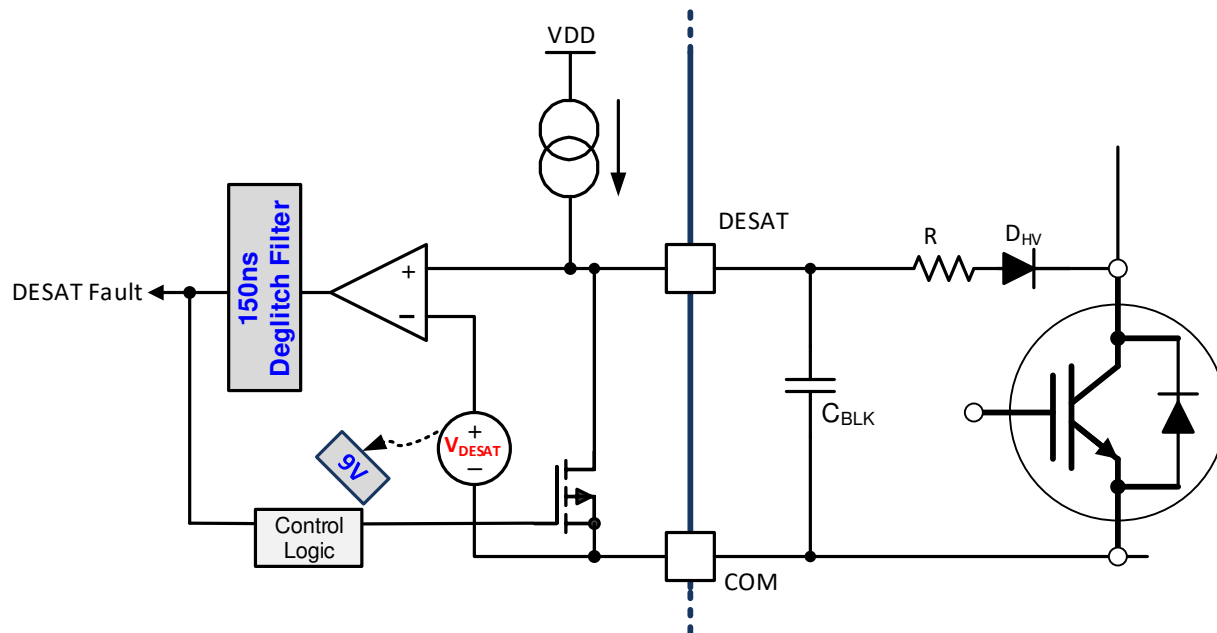 VDD
DESAT
R
DHV
DESAT Fault
150ns
Deglitch Filter
+
−
+
VDESAT
−
9V
CBLK
Control
Logic
COM